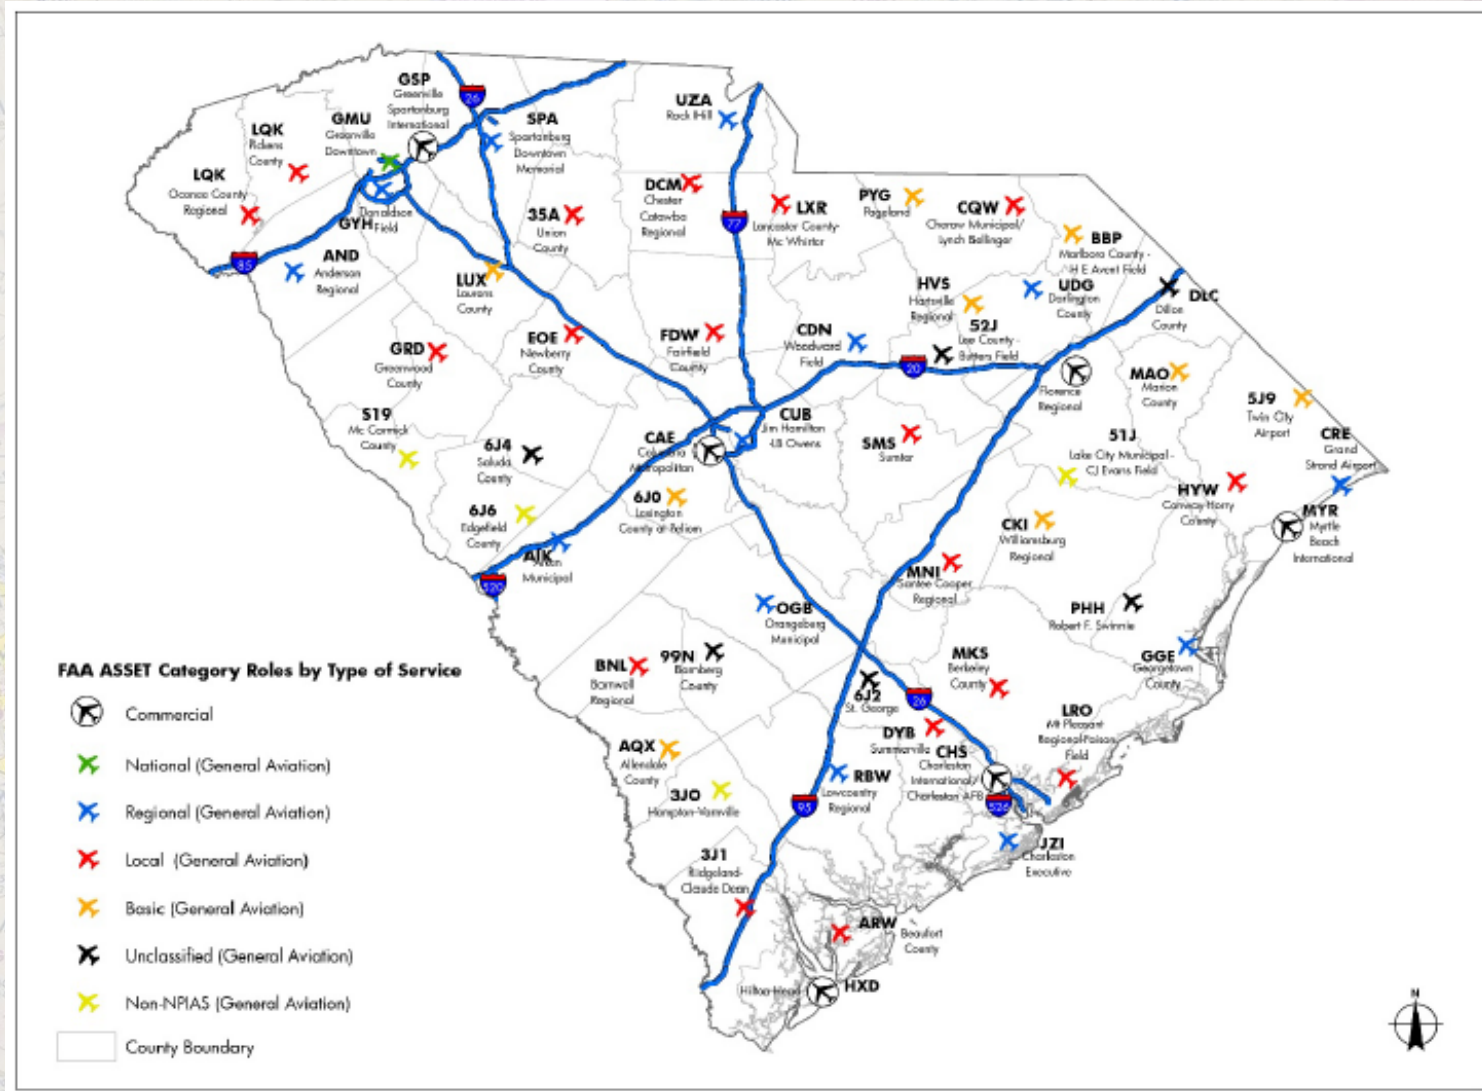 GSP
Greenville
Spartanburg
International
26
UZA
Rock Hill
LQK
Pickens
County
GMU
Greenville
Downtown
SPA
Spartanburg
Downtown
Memorial
LQK
Oconee County
Regional
GYH
Donaldson
Field
35A
Union
County
DCM
Chester
Catawba
Regional
77
LXR
Lancaster County-
Mc Whirter
PYG
Pageland
CQW
Cheraw Municipal/
Lynch Bellinger
BBP
Marlboro County -
H E Avent Field
85
AND
Anderson
Regional
LUX
Laurens
County
HVS
Hartsville
Regional
UDG
Darlington
County
DLC
Dillon
County
GRD
Greenwood
County
EOE
Newberry
County
FDW
Fairfield
County
CDN
Woodward
Field
52J
Lee County -
Butters Field
20
Florence
Regional
MAO
Marion
County
5J9
Twin City
Airport
S19
Mc Cormick
County
6J4
Saluda
County
CAE
Columbia
Metropolitan
CUB
Jim Hamilton
-LB Owens
SMS
Sumter
51J
Lake City Municipal -
CJ Evans Field
CRE
Grand
Strand Airport
6J6
Edgefield
County
6J0
Lexington
County at Pelion
CKI
Williamsburg
Regional
HYW
Conway-Horry
County
MYR
Myrtle
Beach
International
AIK
Aiken
Municipal
520
OGB
Orangeburg
Municipal
MNI
Santee Cooper
Regional
PHH
Robert F. Swinnie
BNL
Barnwell
Regional
99N
Bamberg
County
6J2
St. George
MKS
Berkeley
County
GGE
Georgetown
County
26
AQX
Allendale
County
3JO
Hampton-Varnville
RBW
Lowcountry
Regional
DYB
Summerville
CHS
Charleston
International/
Charleston AFB
LRO
Mt Pleasant
Regional-Faison
Field
95
526
JZI
Charleston
Executive
3J1
Ridgeland-
Claude Dean
ARW
Beaufort
County
Hilton Head
HXD
FAA ASSET Category Roles by Type of Service
Commercial
National (General Aviation)
Regional (General Aviation)
Local (General Aviation)
Basic (General Aviation)
Unclassified (General Aviation)
Non-NPIAS (General Aviation)
County Boundary
N